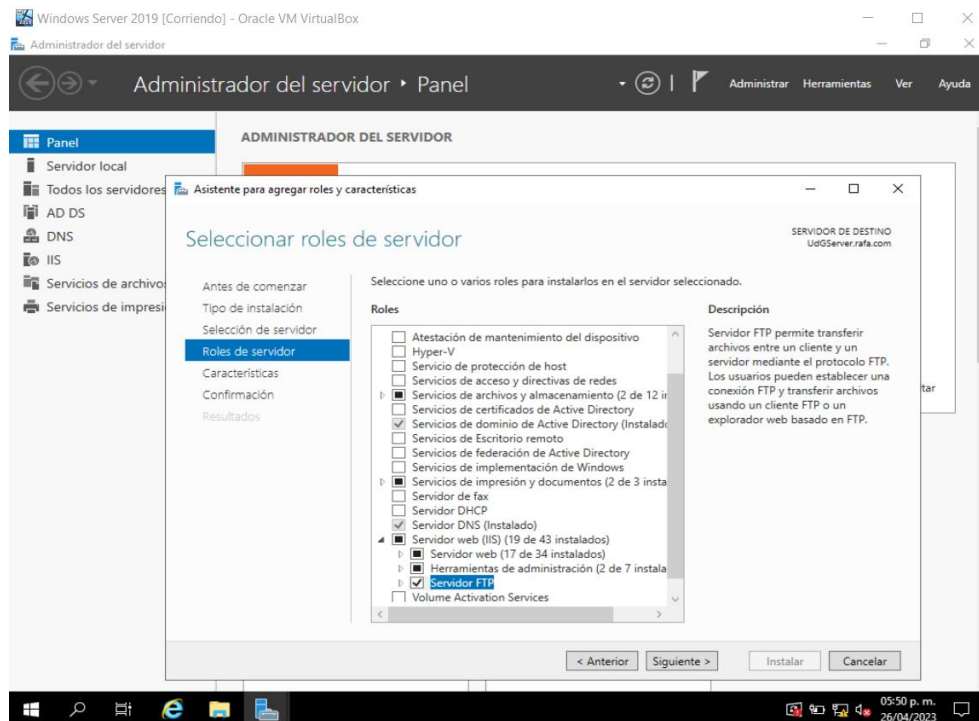 Windows Server 2019 [Corriendo] - Oracle VM VirtualBox
Administrador del servidor
Administrador del servidor ‣ Panel
Administrar Herramientas Ver Ayuda
Panel
Servidor local
Todos los servidores
AD DS
DNS
IIS
Servicios de archivo
Servicios de impresi
ADMINISTRADOR DEL SERVIDOR
Asistente para agregar roles y características
Seleccionar roles de servidor
SERVIDOR DE DESTINO
UdGServer.rafa.com
Antes de comenzar
Tipo de instalación
Selección de servidor
Roles de servidor
Características
Confirmación
Resultados
Seleccione uno o varios roles para instalarlos en el servidor seleccionado.
Roles
Atestación de mantenimiento del dispositivo
Hyper-V
Servicio de protección de host
Servicios de acceso y directivas de redes
Servicios de archivos y almacenamiento (2 de 12 in
Servicios de certificados de Active Directory
Servicios de dominio de Active Directory (Instalado
Servicios de Escritorio remoto
Servicios de federación de Active Directory
Servicios de implementación de Windows
Servicios de impresión y documentos (2 de 3 insta
Servidor de fax
Servidor DHCP
Servidor DNS (Instalado)
Servidor web (IIS) (19 de 43 instalados)
Servidor web (17 de 34 instalados)
Herramientas de administración (2 de 7 instala
Servidor FTP
Volume Activation Services
Descripción
Servidor FTP permite transferir
archivos entre un cliente y un
servidor mediante el protocolo FTP.
Los usuarios pueden establecer una
conexión FTP y transferir archivos
usando un cliente FTP o un
explorador web basado en FTP.
tar
< Anterior
Siguiente >
Instalar
Cancelar
05:50 p. m.
26/04/2023